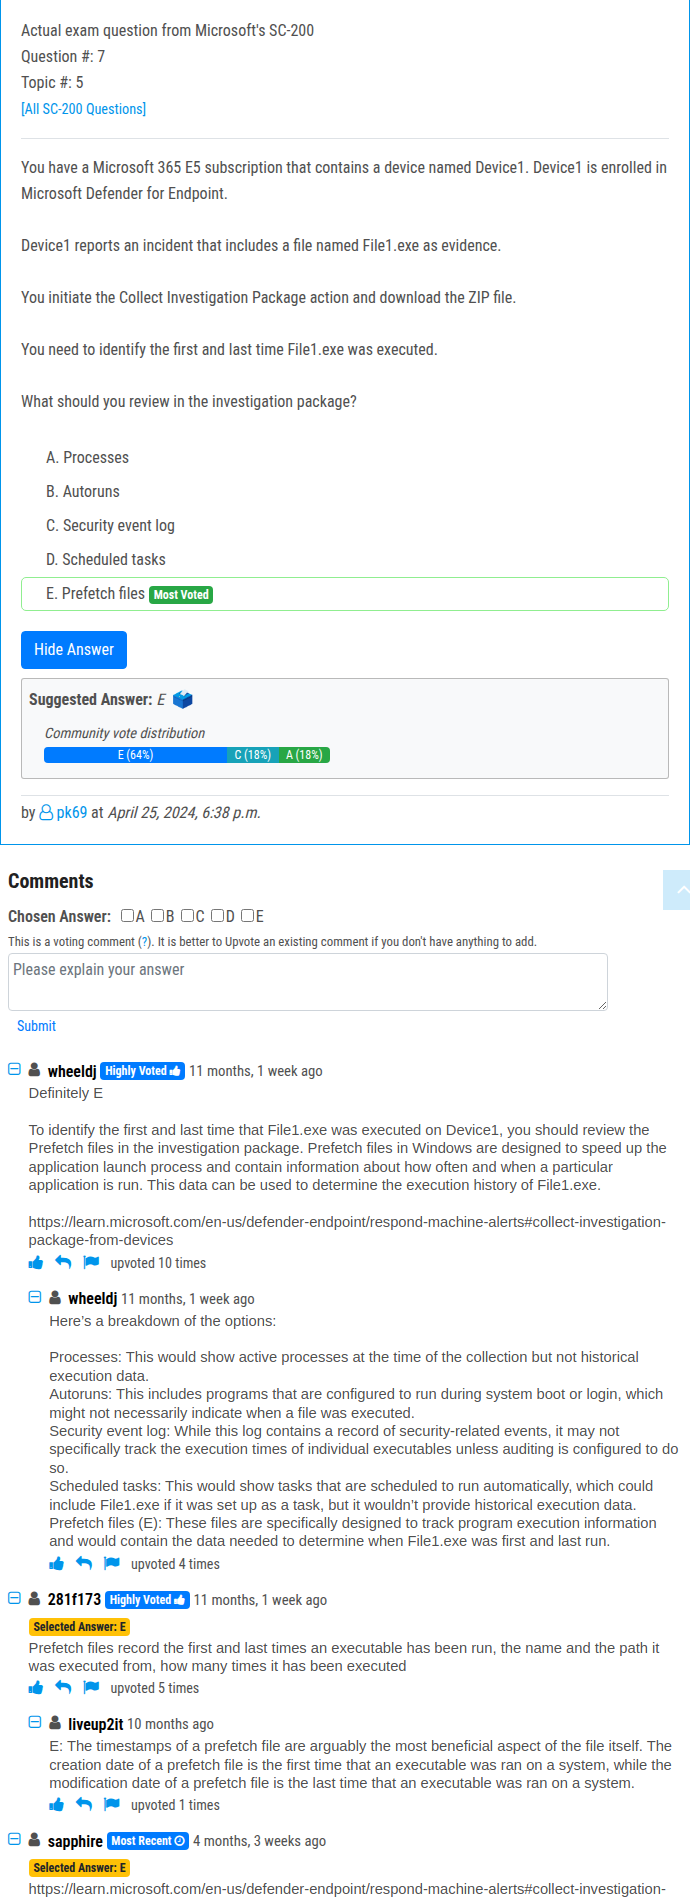 Actual exam question from Microsoft's SC-200
Question #: 7
Topic #: 5
[All SC-200 Questions]
You have a Microsoft 365 E5 subscription that contains a device named Device1. Device1 is enrolled in
Microsoft Defender for Endpoint.
Device1 reports an incident that includes a file named File1.exe as evidence.
You initiate the Collect Investigation Package action and download the ZIP file.
You need to identify the first and last time File1.exe was executed.
What should you review in the investigation package?
A. Processes
B. Autoruns
C. Security event log
D. Scheduled tasks
E. Prefetch files Most Voted
Hide Answer
Suggested Answer: E
Community vote distribution
E (64%) C (18%) A (18%)
by pk69 at April 25, 2024, 6:38 p.m.
Comments
Chosen Answer: A B C D E
This is a voting comment (?). It is better to Upvote an existing comment if you don't have anything to add.
Please explain your answer
Submit
wheeldj Highly Voted 11 months, 1 week ago
Definitely E
To identify the first and last time that File1.exe was executed on Device1, you should review the
Prefetch files in the investigation package. Prefetch files in Windows are designed to speed up the
application launch process and contain information about how often and when a particular
application is run. This data can be used to determine the execution history of File1.exe.
https://learn.microsoft.com/en-us/defender-endpoint/respond-machine-alerts#collect-investigation-
package-from-devices
upvoted 10 times
wheeldj 11 months, 1 week ago
Here's a breakdown of the options:
Processes: This would show active processes at the time of the collection but not historical
execution data.
Autoruns: This includes programs that are configured to run during system boot or login, which
might not necessarily indicate when a file was executed.
Security event log: While this log contains a record of security-related events, it may not
specifically track the execution times of individual executables unless auditing is configured to do
so.
Scheduled tasks: This would show tasks that are scheduled to run automatically, which could
include File1.exe if it was set up as a task, but it wouldn't provide historical execution data.
Prefetch files (E): These files are specifically designed to track program execution information
and would contain the data needed to determine when File1.exe was first and last run.
upvoted 4 times
281f173 Highly Voted 11 months, 1 week ago
Selected Answer: E
Prefetch files record the first and last times an executable has been run, the name and the path it
was executed from, how many times it has been executed
upvoted 5 times
liveup2it 10 months ago
E: The timestamps of a prefetch file are arguably the most beneficial aspect of the file itself. The
creation date of a prefetch file is the first time that an executable was ran on a system, while the
modification date of a prefetch file is the last time that an executable was ran on a system.
upvoted 1 times
sapphire Most Recent 4 months, 3 weeks ago
Selected Answer: E
https://learn.microsoft.com/en-us/defender-endpoint/respond-machine-alerts#collect-investigation-